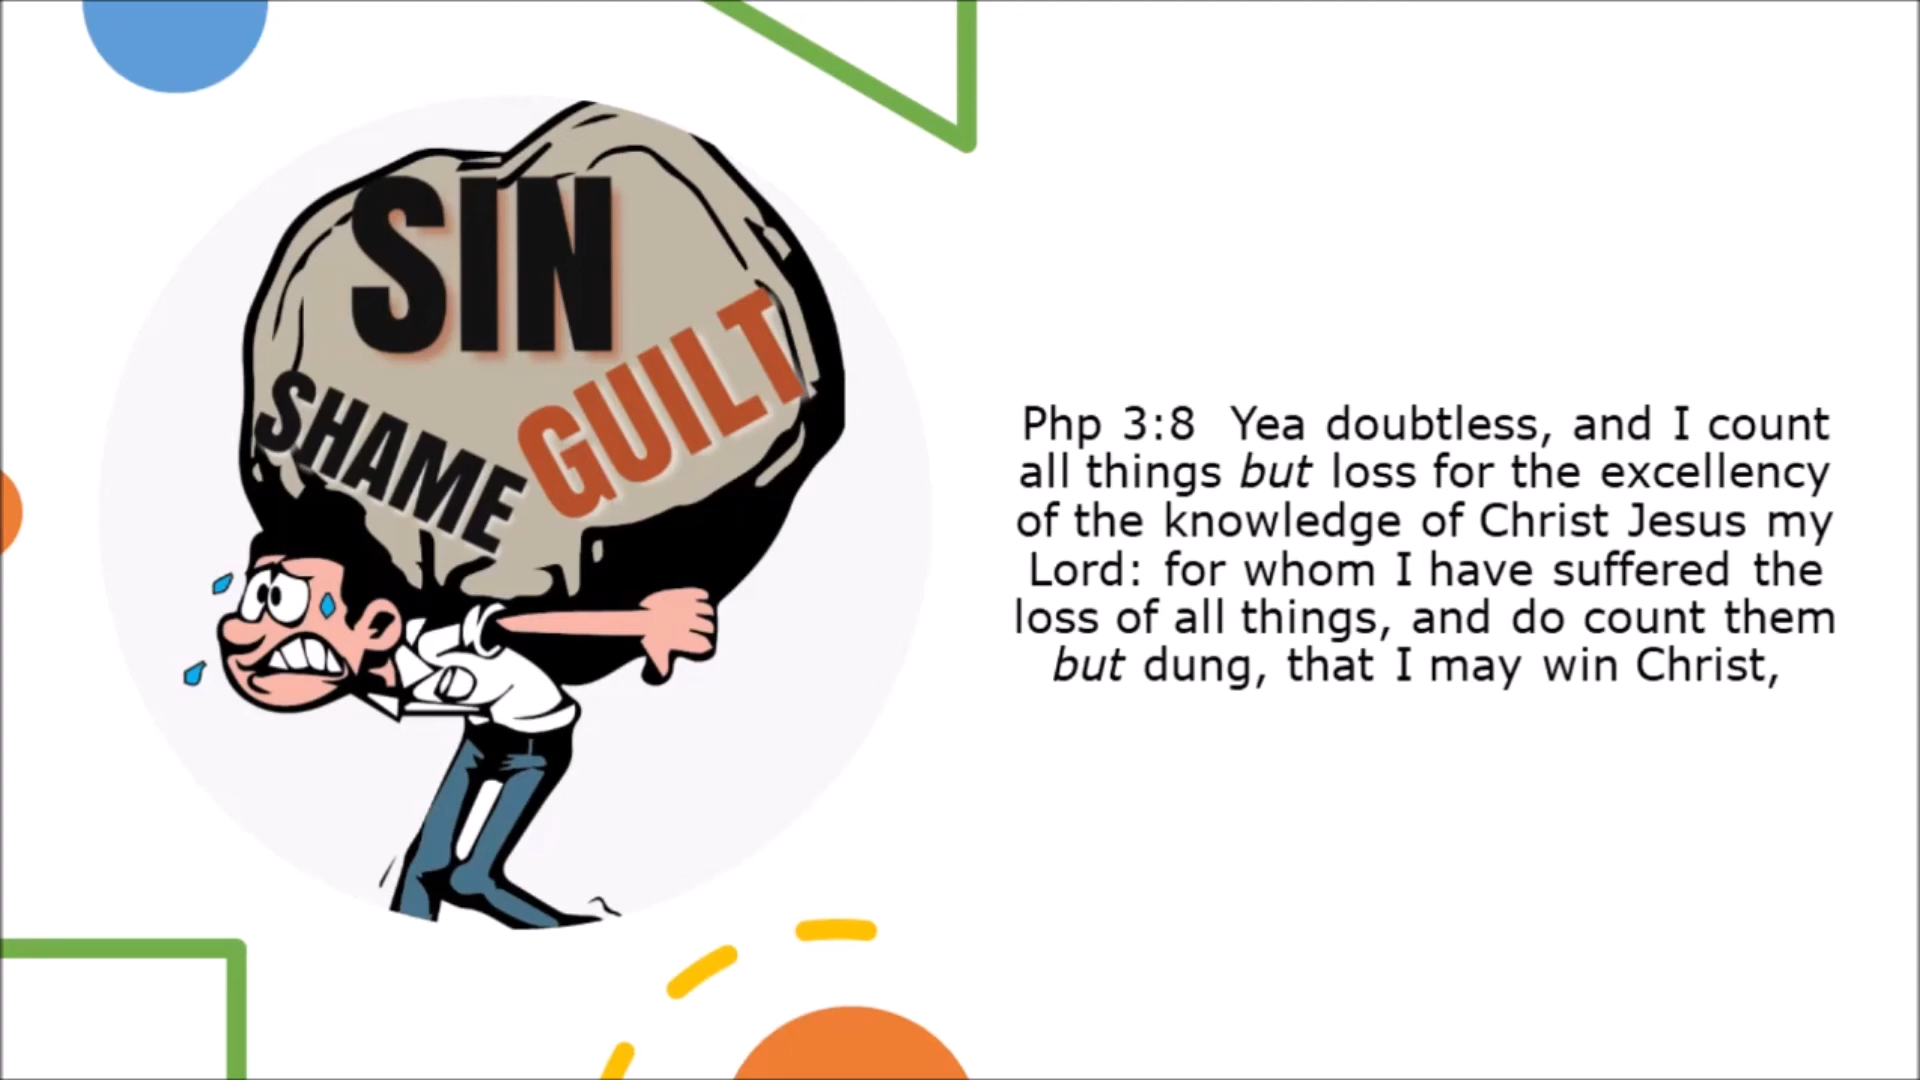 SIN
SHAME
GUILT
Php 3:8  Yea doubtless, and I count
all things but loss for the excellency
of the knowledge of Christ Jesus my
Lord: for whom I have suffered the
loss of all things, and do count them
but dung, that I may win Christ,